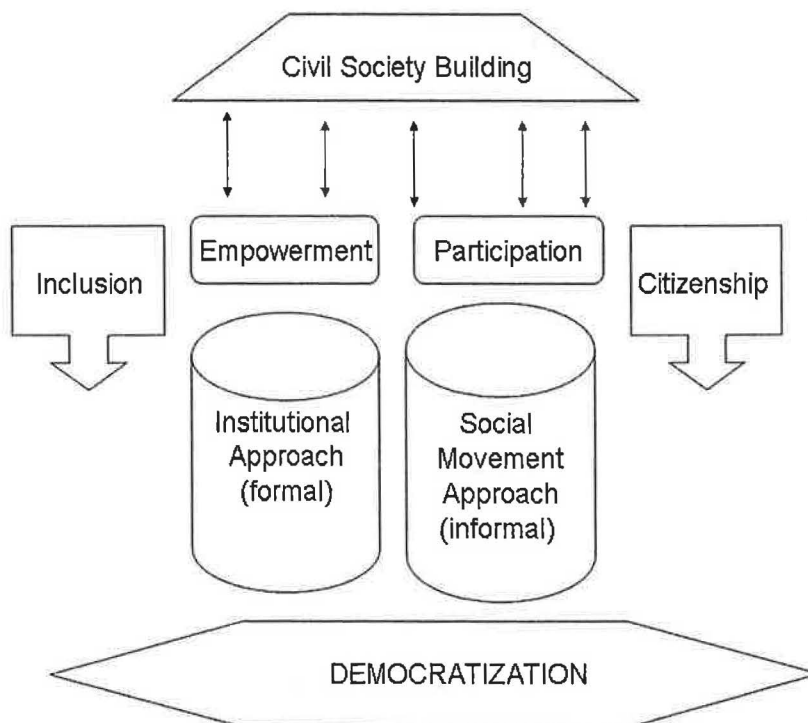 Civil Society Building
Empowerment
Participation
Inclusion
Citizenship
Institutional
Approach
(formal)
Social
Movement
Approach
(informal)
DEMOCRATIZATION